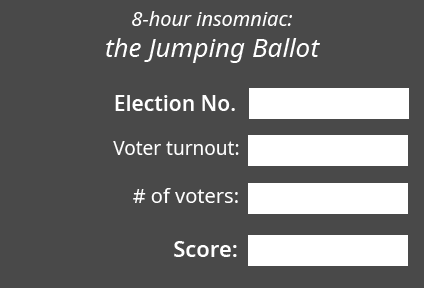 8-hour insomniac:
the Jumping Ballot
Election No.
Voter turnout:
# of voters:
Score: